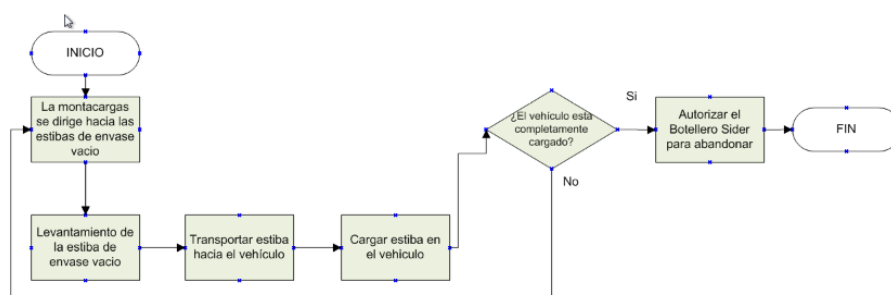 INICIO
La
montacargas
se dirige hacia las
estibas de envase
vacio
Levantamiento de
la estiba de
envase vacio
Transportar estiba
hacia el vehículo
Cargar estiba en
el vehiculo
¿El vehículo esta
completamente
cargado?
Si
No
Autorizar el
Botellero Sider
para abandonar
FIN